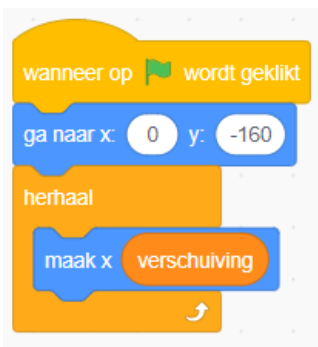 wanneer op wordt geklikt
ga naar x: 0 y: -160
herhaal
maak x verschuiving